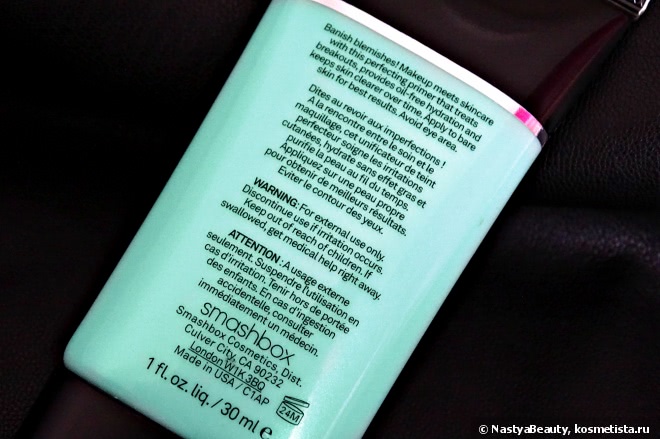 Banish blemishes! Makeup meets skincare
with this perfecting primer that treats
breakouts, provides oil-free hydration and
keeps skin clearer over time. Apply to bare
skin for best results. Avoid eye area.
Dites au revoir aux imperfections !
A la rencontre entre le soin et le
maquillage, cet unificateur de teint
perfecteur soigne les irritations
cutanées, hydrate sans effet gras et
purifie la peau au fil du temps.
Appliquez sur une peau propre
pour obtenir de meilleurs résultats.
Eviter le contour des yeux.
WARNING: For external use only.
Discontinue use if irritation occurs.
Keep out of reach of children. If
swallowed, get medical help right away.
ATTENTION : A usage externe
seulement. Suspendre l'utilisation en
cas d'irritation. Tenir hors de portée
des enfants. En cas d'ingestion
accidentelle, consulter
immédiatement un médecin.
smashbox
Smashbox Cosmetics, Dist.
Culver City, CA 90232
London W1K 3BQ
Made in USA / C1AP
1 fl. oz. liq. / 30 ml e
24M
© NastyaBeauty, kosmetista.ru